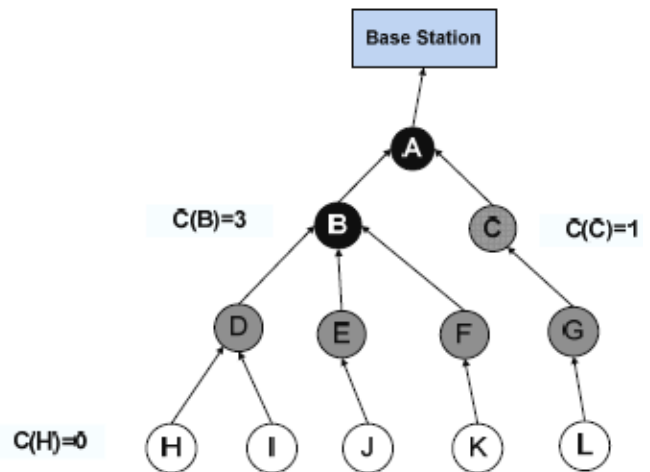 Base Station
A
C̄(B)=3
B
C̄
C̄(C̄)=1
D
E
F
G
C(H)=0̄
H
I
J
K
L